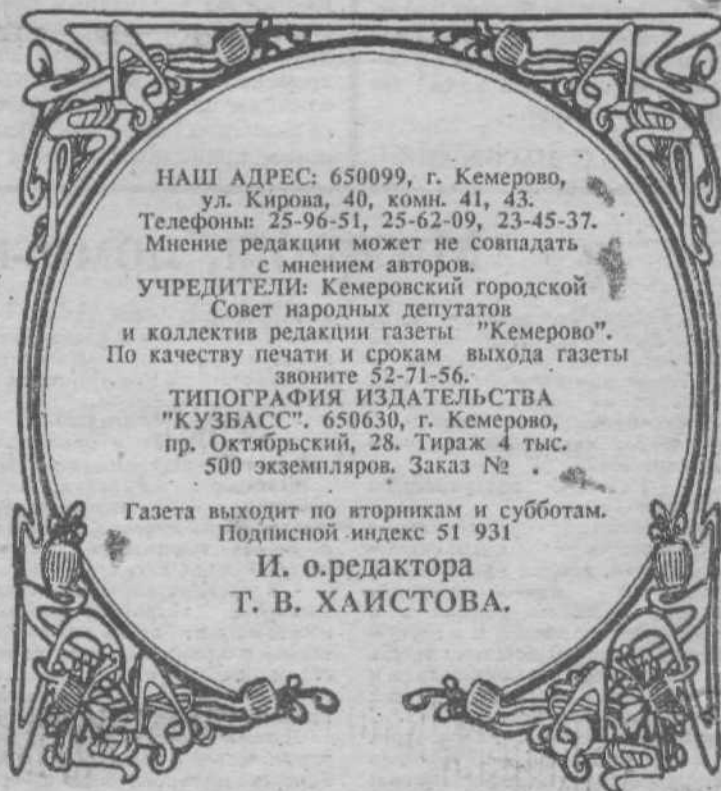 НАШ АДРЕС: 650099, г. Кемерово,
ул. Кирова, 40, комн. 41, 43.
Телефоны: 25-96-51, 25-62-09, 23-45-37.
Мнение редакции может не совпадать
с мнением авторов.
УЧРЕДИТЕЛИ: Кемеровский городской
Совет народных депутатов
и коллектив редакции газеты "Кемерово".
По качеству печати и срокам выхода газеты
звоните 52-71-56.
ТИПОГРАФИЯ ИЗДАТЕЛЬСТВА
"КУЗБАСС". 650630, г. Кемерово,
пр. Октябрьский, 28. Тираж 4 тыс.
500 экземпляров. Заказ № .
Газета выходит по вторникам и субботам.
Подписной индекс 51 931
И. о.редактора
Т. В. ХАИСТОВА.